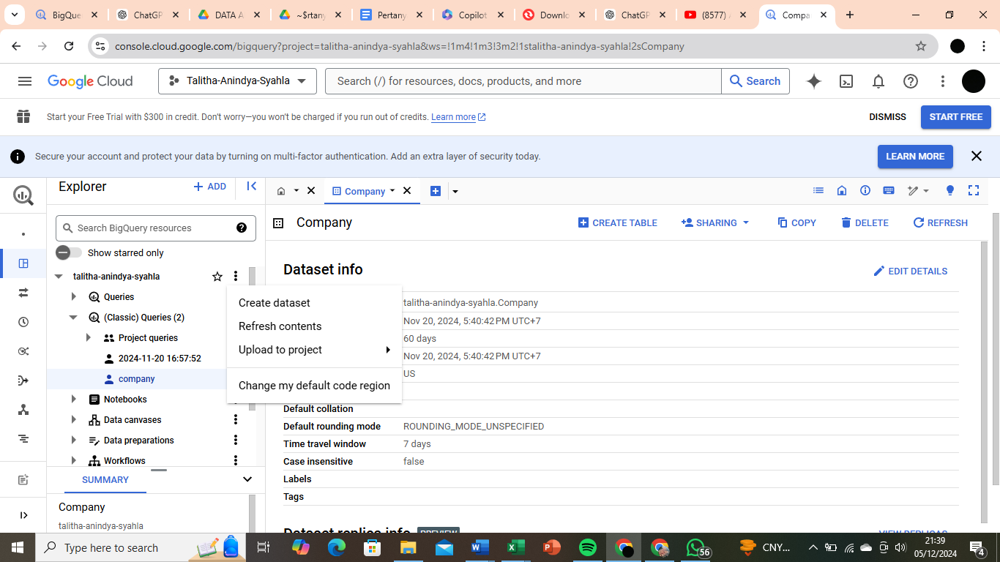 BigQue
ChatGP
DATA A
~$rtany
Pertany
Copilot
Downlo
ChatGP
(8577)
Compa
console.cloud.google.com/bigquery?project=talitha-anindya-syahla&ws=!1m4!1m3!3m2!1stalitha-anindya-syahla!2sCompany
Google Cloud
Talitha-Anindya-Syahla
Search (/) for resources, docs, products, and more
Search
Start your Free Trial with $300 in credit. Don't worry—you won't be charged if you run out of credits. Learn more
DISMISS
START FREE
Secure your account and protect your data by turning on multi-factor authentication. Add an extra layer of security today.
LEARN MORE
Explorer
+ ADD
Company
Search BigQuery resources
Show starred only
talitha-anindya-syahla
Queries
(Classic) Queries (2)
Project queries
2024-11-20 16:57:52
company
Notebooks
Data canvases
Data preparations
Workflows
SUMMARY
Company
talitha-anindya-syahla
Create dataset
Refresh contents
Upload to project
Change my default code region
Company
CREATE TABLE
SHARING
COPY
DELETE
REFRESH
Dataset info
EDIT DETAILS
talitha-anindya-syahla.Company
Nov 20, 2024, 5:40:42 PM UTC+7
60 days
Nov 20, 2024, 5:40:42 PM UTC+7
US
Default collation
Default rounding mode ROUNDING_MODE_UNSPECIFIED
Time travel window 7 days
Case insensitive false
Labels
Tags
Dataset replica info PREVIEW
VIEW REPLICAS
Type here to search
56
CNY...
21:39
05/12/2024
4